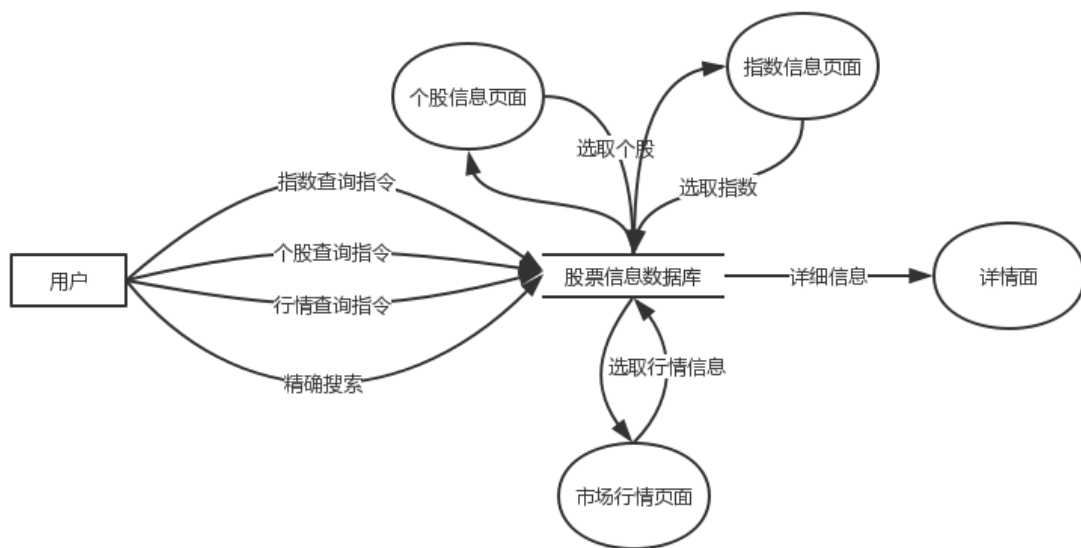 指数信息页面
个股信息页面
选取个股
指数查询指令
选取指数
个股查询指令
用户
股票信息数据库
详细信息
详情面
行情查询指令
选取行情信息
精确搜索
市场行情页面